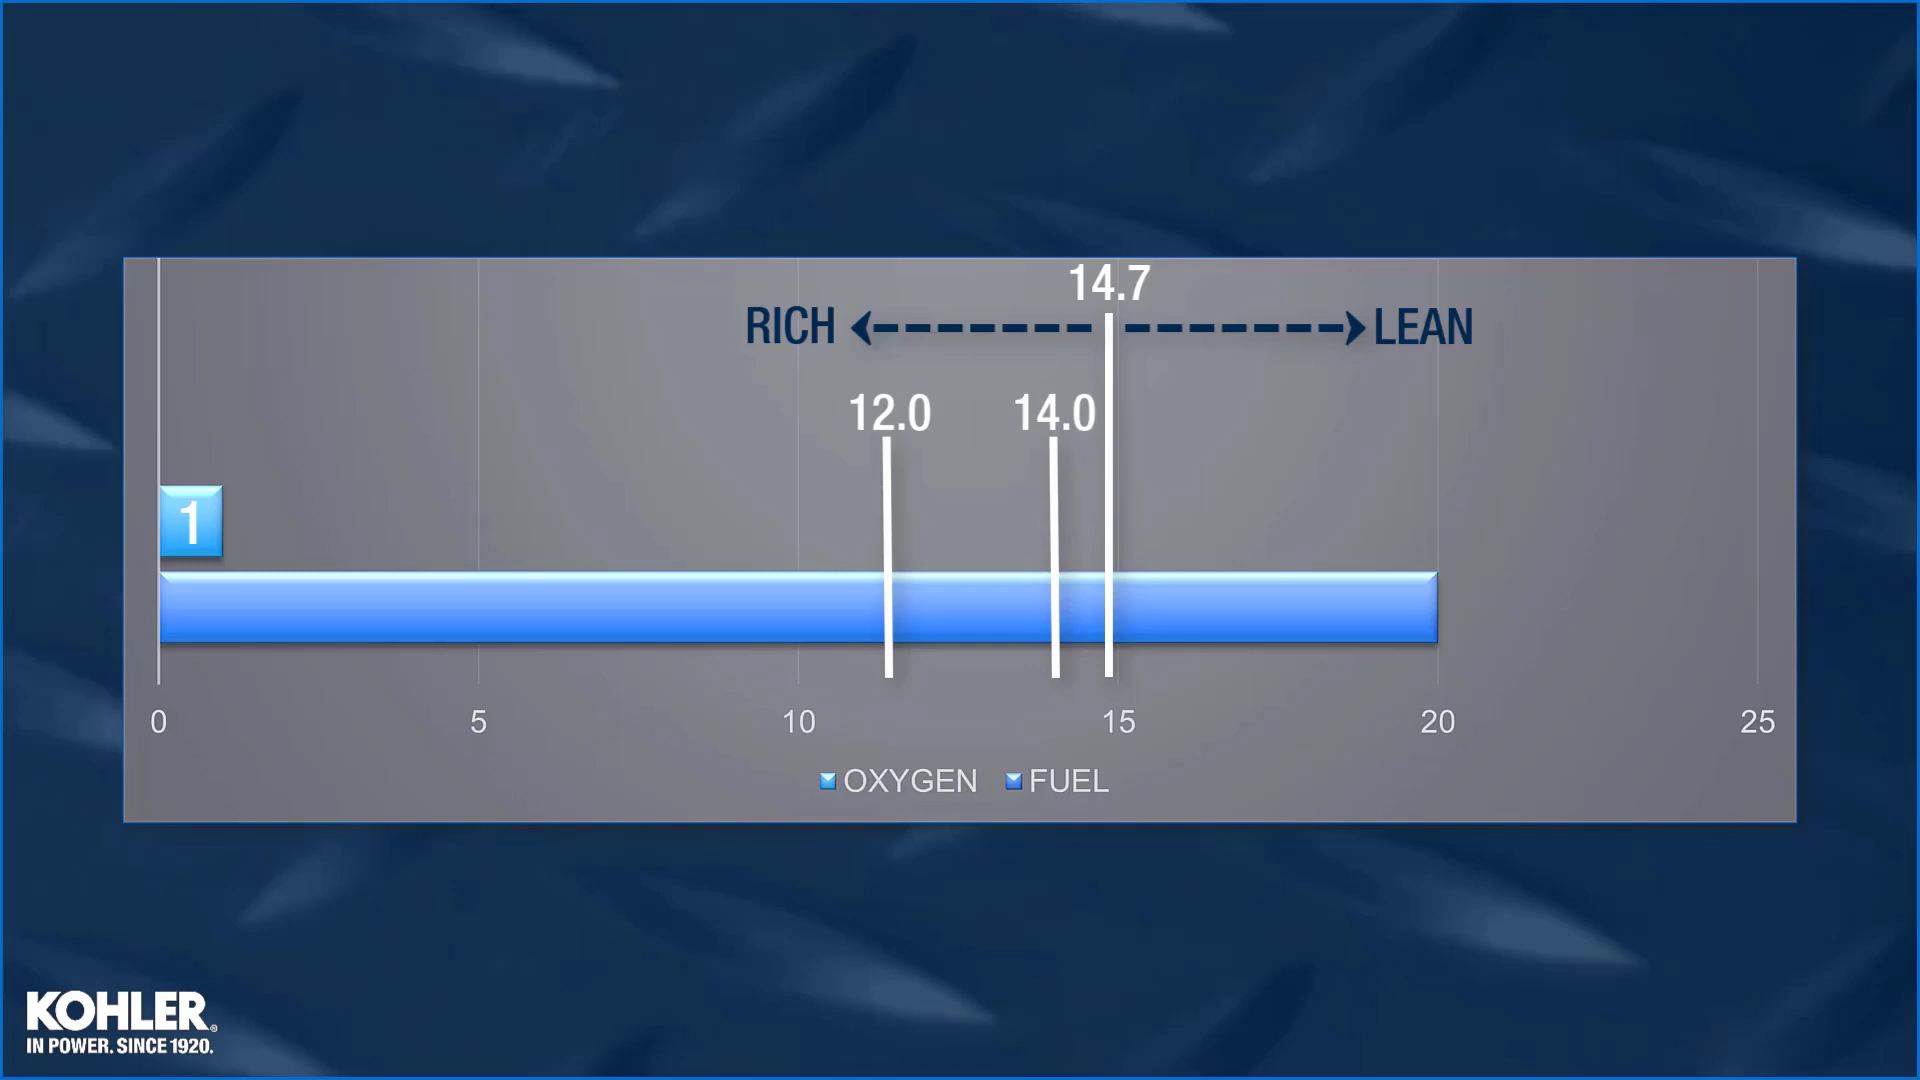 14.7
RICH LEAN
12.0 14.0
1
0 5 10 15 20 25
OXYGEN FUEL
KOHLER®
IN POWER. SINCE 1920.